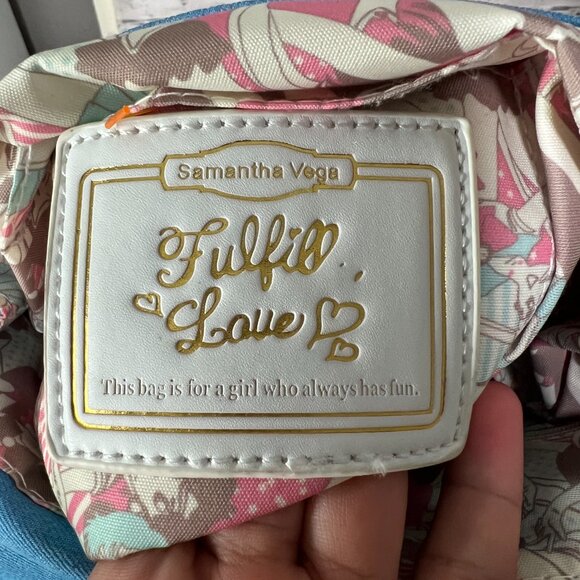 Samantha Vega
Fulfill
Love
This bag is for a girl who always has fun.